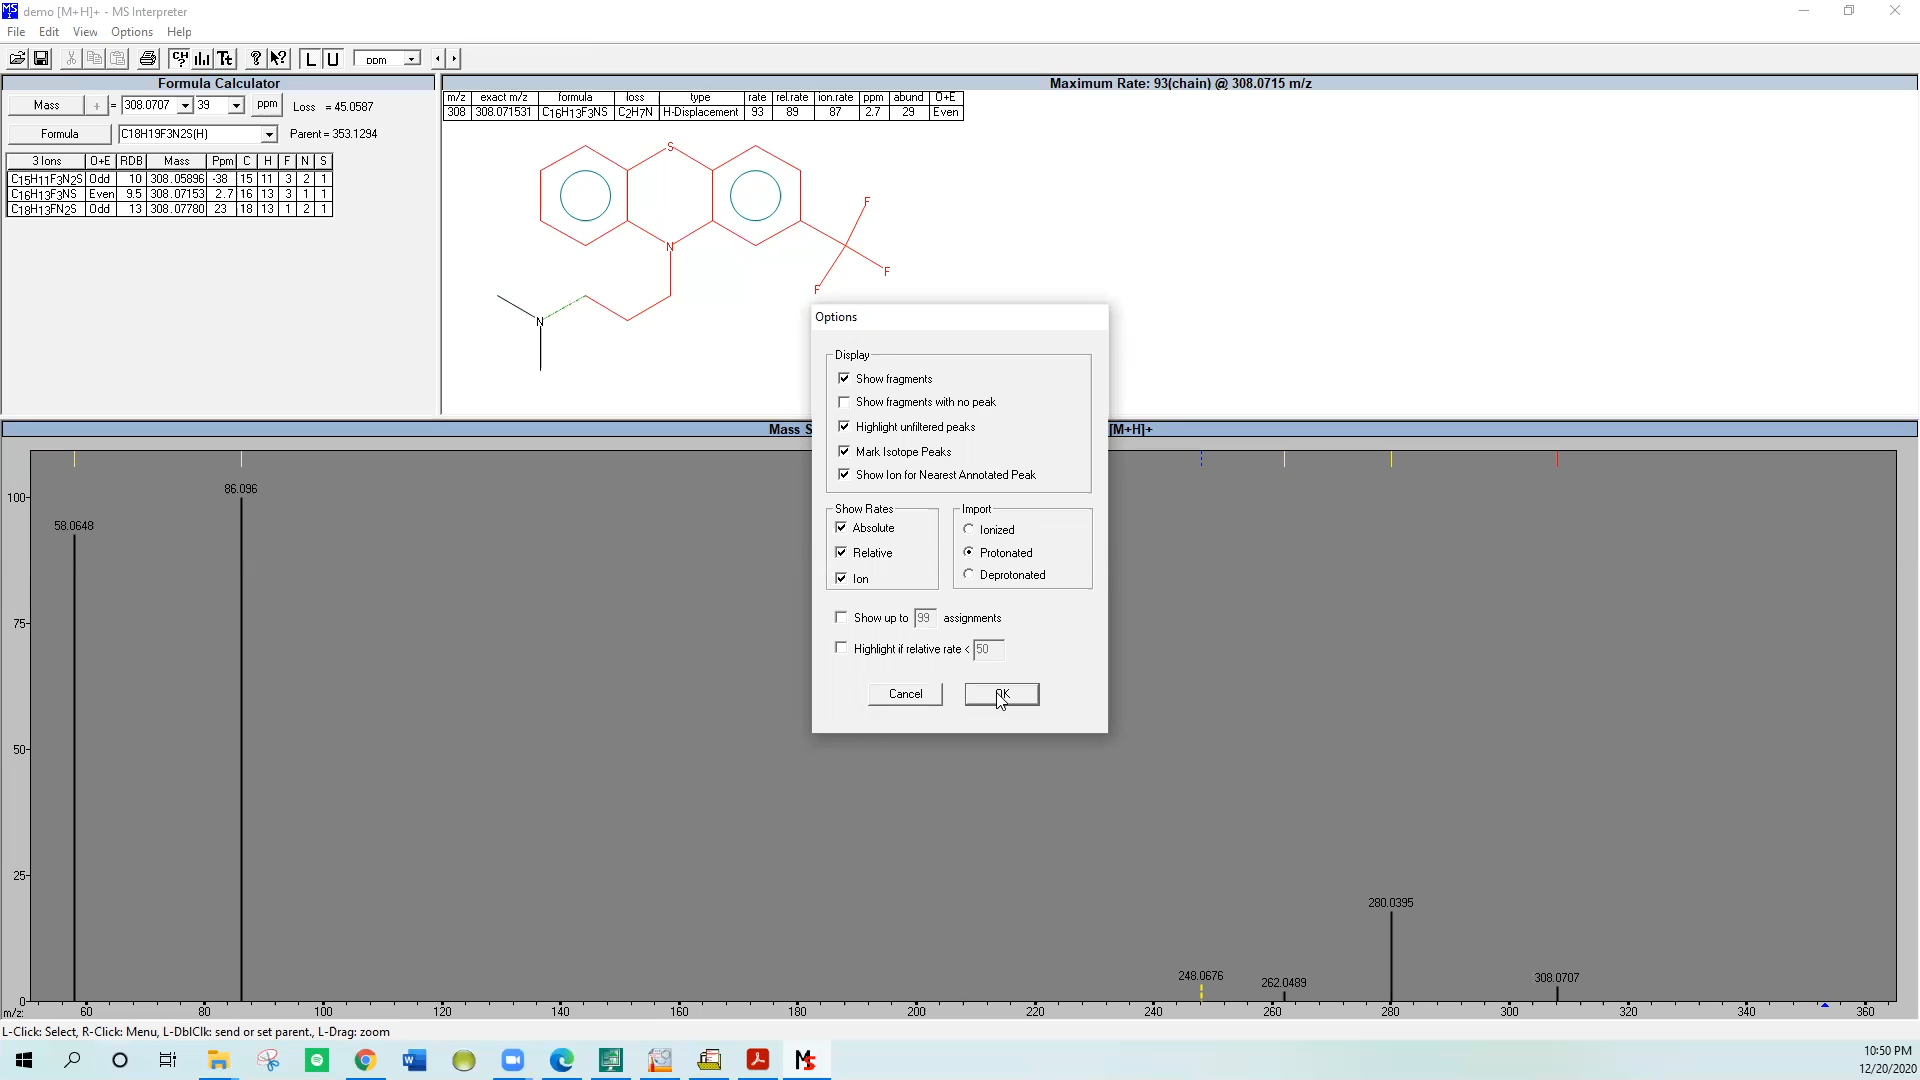 demo [M+H]+ - MS Interpreter
File Edit View Options Help
L U ppm
Formula Calculator
Mass + = 308.0707 39 ppm Loss = 45.0587
Formula C18H19F3N2S(H) Parent = 353.1294
3 Ions O+E RDB Mass Ppm C H F N S
C15H11F3N2S Odd 10 308.05896 -38 15 11 3 2 1
C16H13F3NS Even 9.5 308.07153 2.7 16 13 3 1 1
C18H13FN2S Odd 13 308.07780 23 18 13 1 2 1
Maximum Rate: 93(chain) @ 308.0715 m/z
m/z exact m/z formula loss type rate rel.rate ion.rate ppm abund O+E
308 308.071531 C16H13F3NS C2H7N H-Displacement 93 89 87 2.7 29 Even
S
F
N
F
F
N
Options
Display
Show fragments
Show fragments with no peak
Highlight unfiltered peaks
Mark Isotope Peaks
Show Ion for Nearest Annotated Peak
Show Rates
Absolute
Relative
Ion
Import
Ionized
Protonated
Deprotonated
Show up to 99 assignments
Highlight if relative rate < 50
Cancel OK
Mass S [M+H]+
100
75
50
25
0
58.0648
86.096
248.0676
262.0489
280.0395
308.0707
m/z: 60 80 100 120 140 160 180 200 220 240 260 280 300 320 340 360
L-Click: Select, R-Click: Menu, L-DblClk: send or set parent., L-Drag: zoom
10:50 PM
12/20/2020